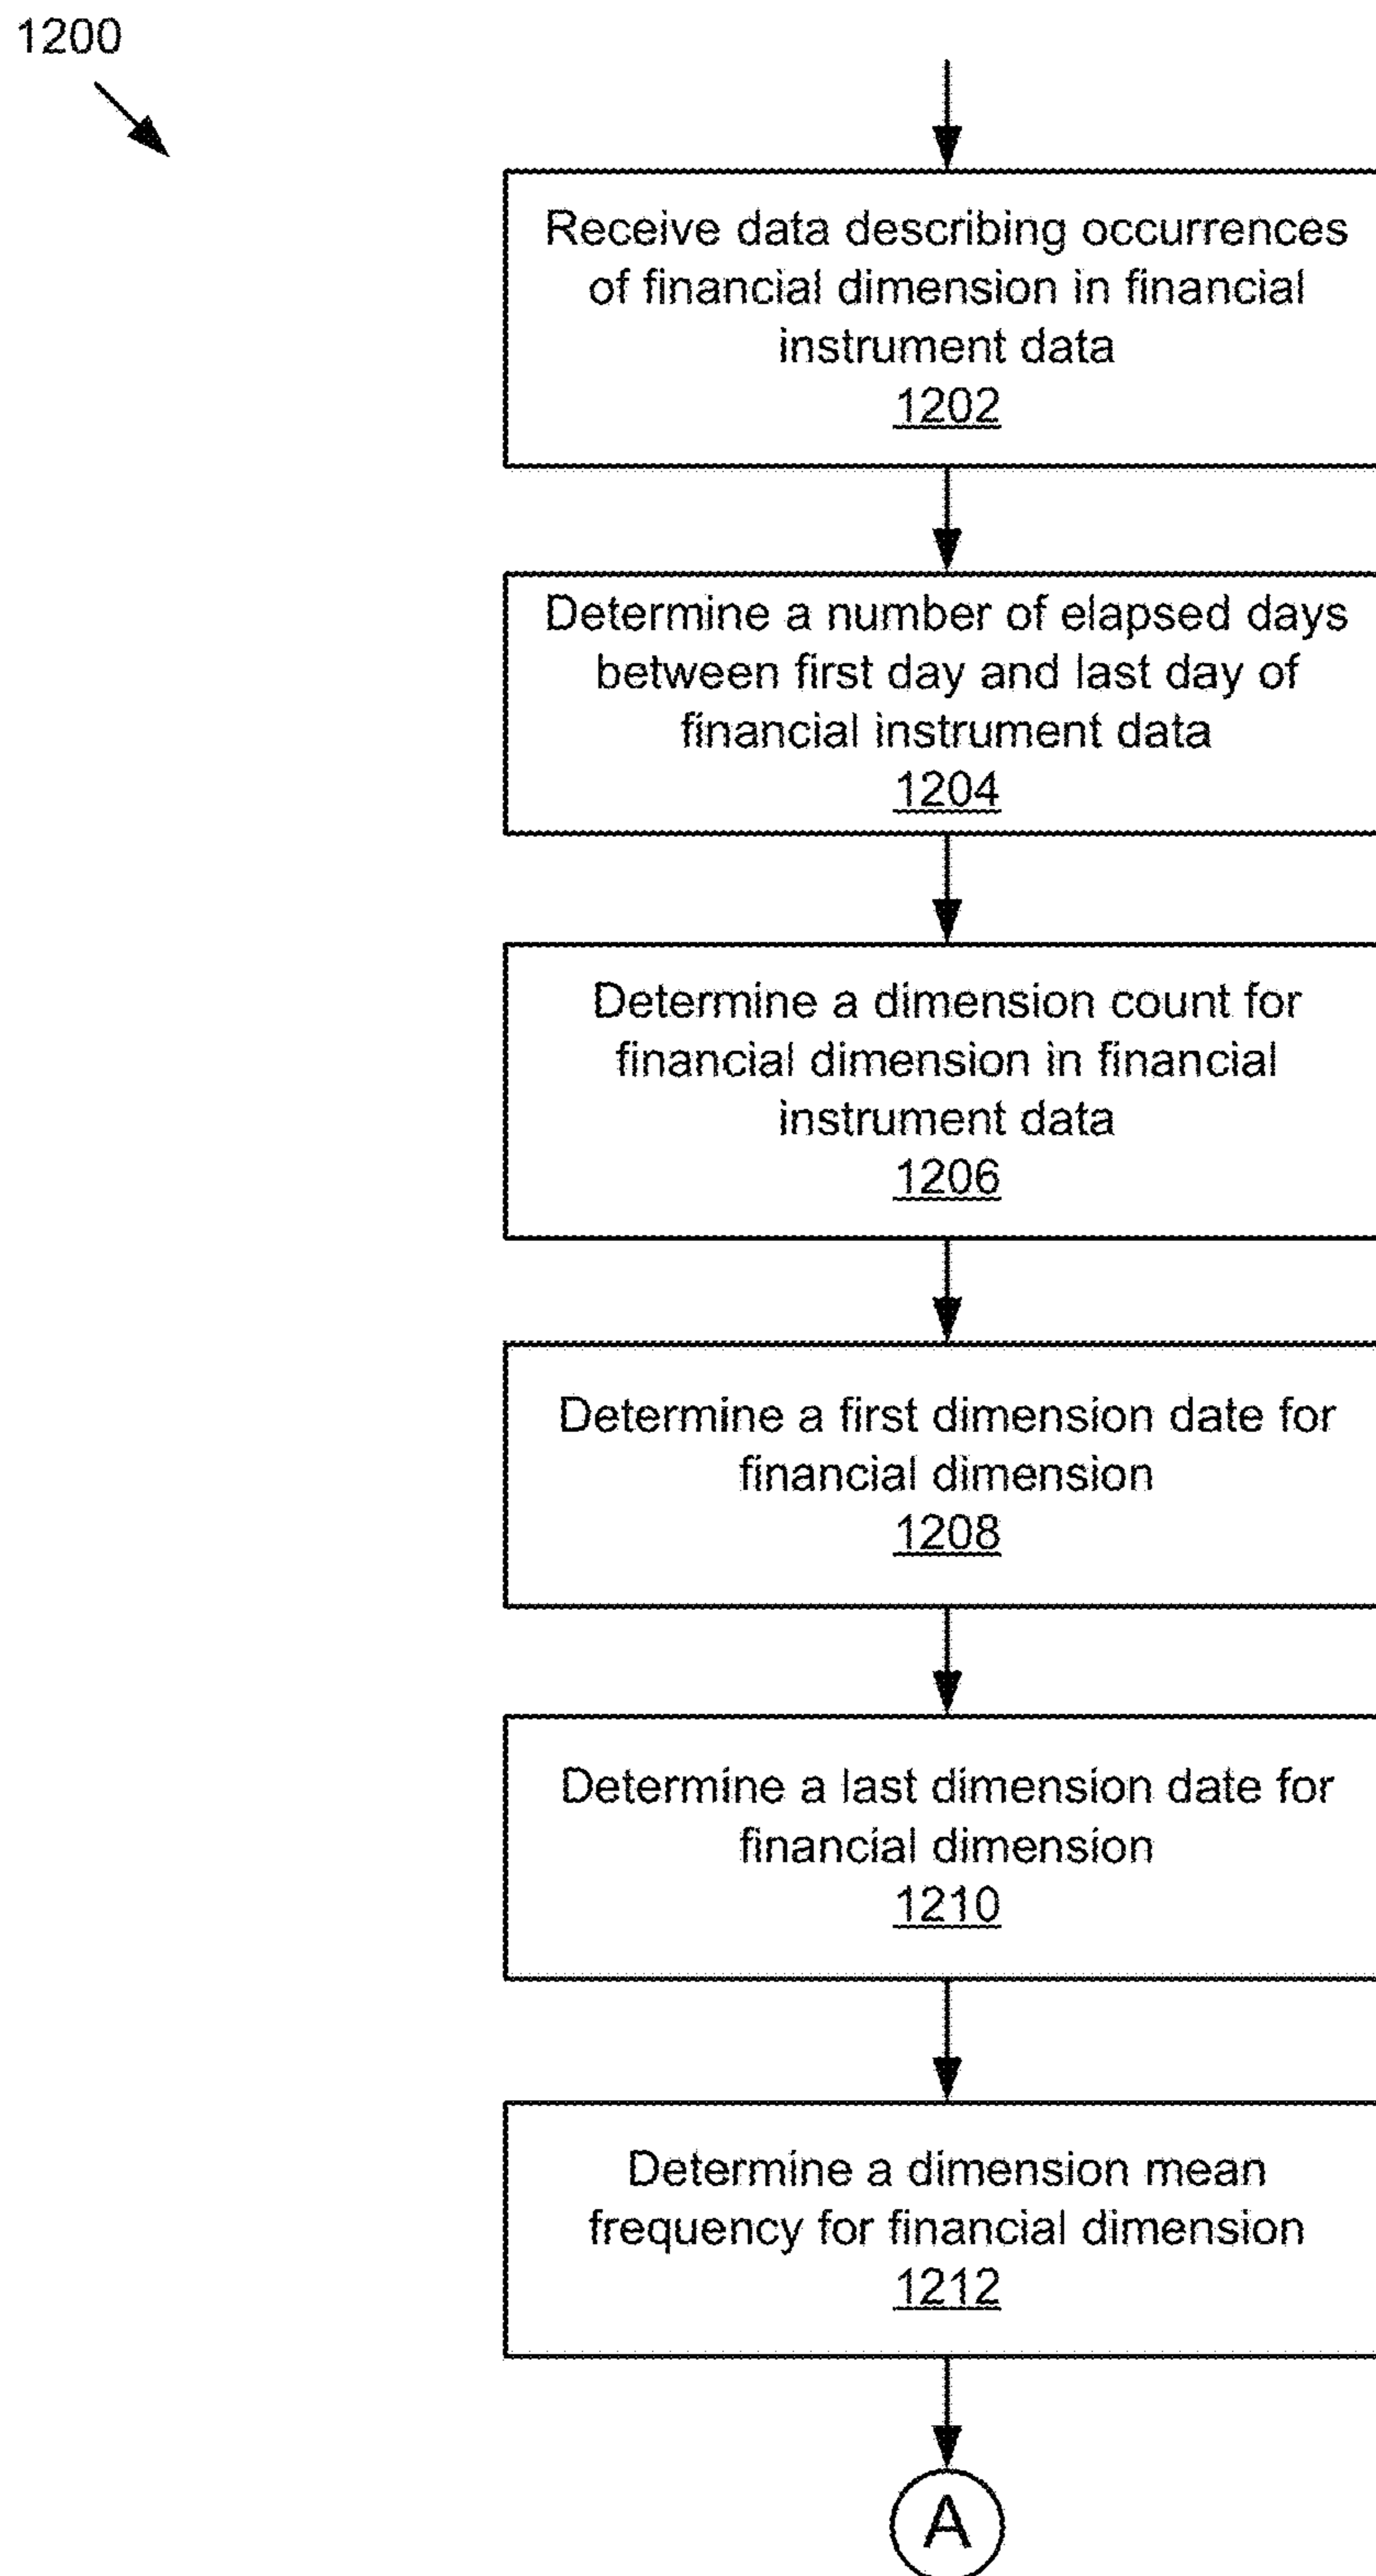 1200
Receive data describing occurrences
of financial dimension in financial
instrument data
1202
Determine a number of elapsed days
between first day and last day of
financial instrument data
1204
Determine a dimension count for
financial dimension in financial
instrument data
1206
Determine a first dimension date for
financial dimension
1208
Determine a last dimension date for
financial dimension
1210
Determine a dimension mean
frequency for financial dimension
1212
A